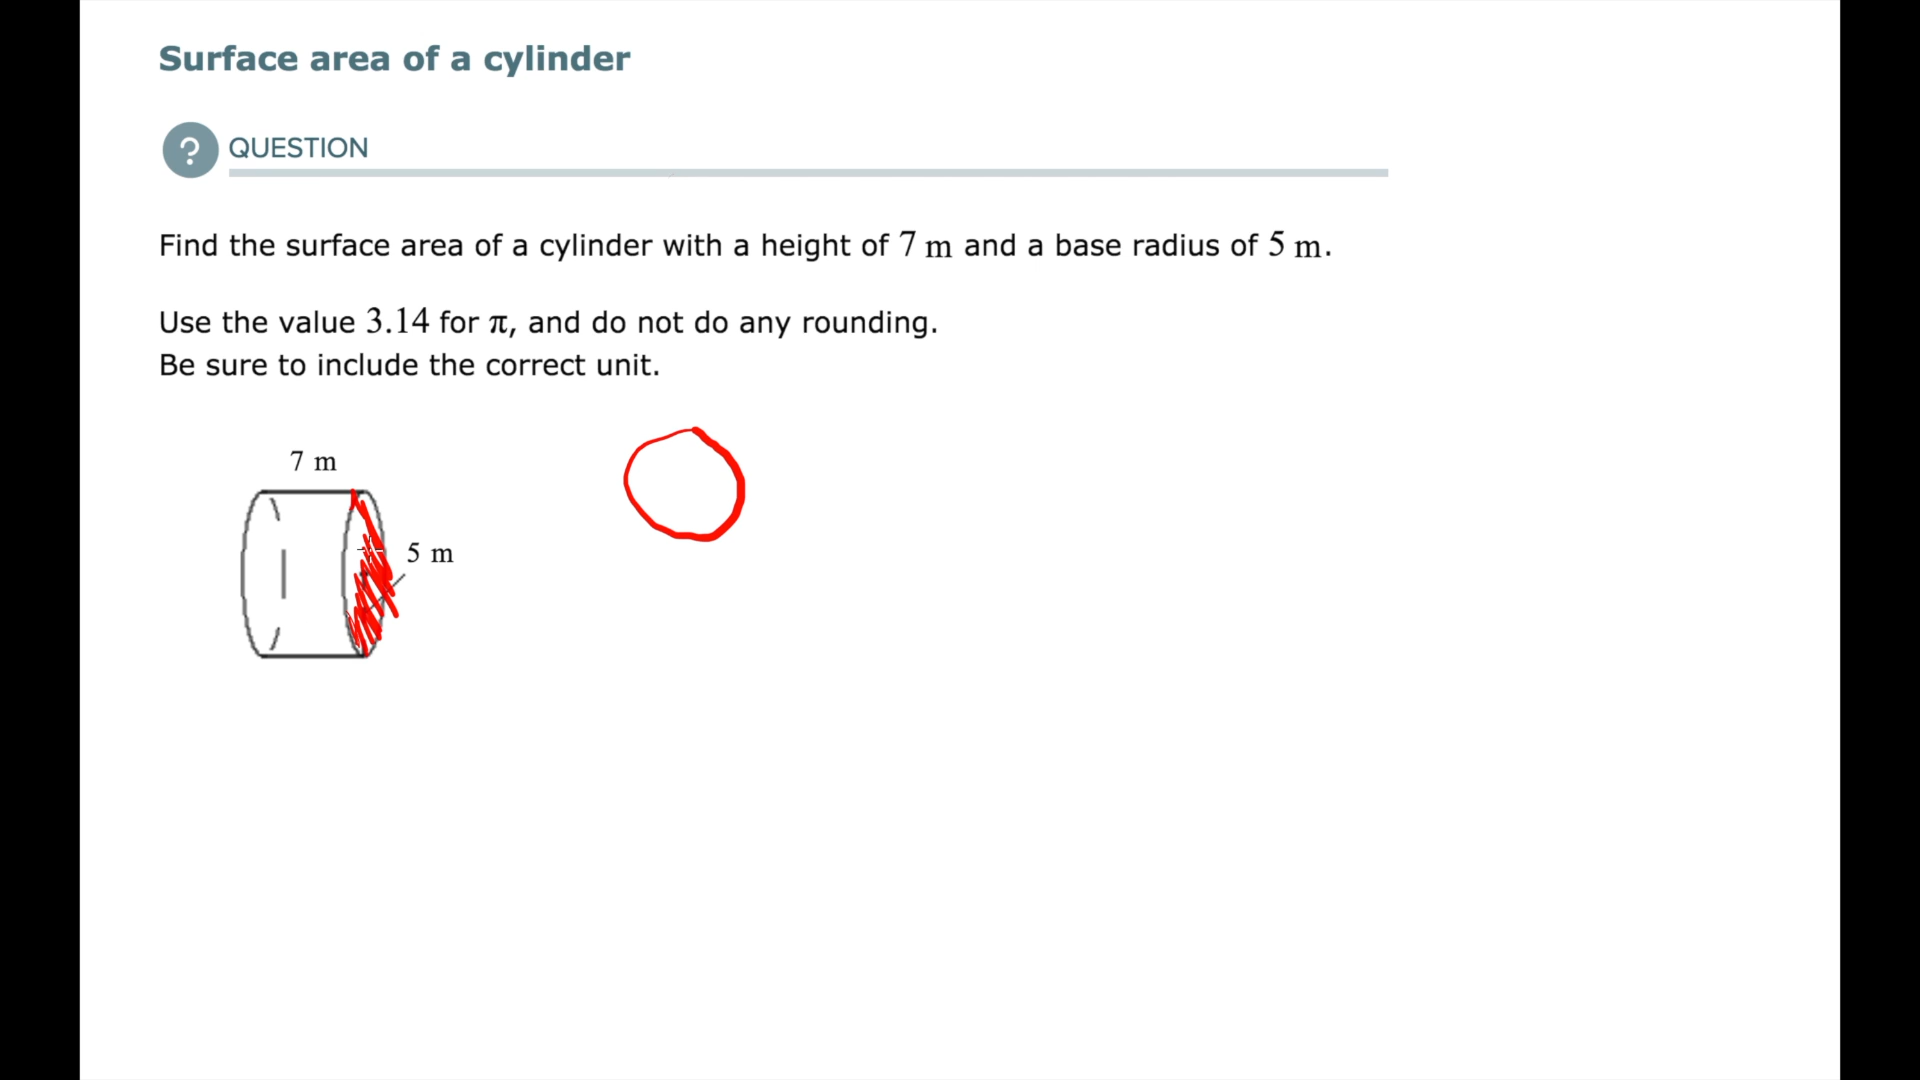 Surface area of a cylinder
?
QUESTION
Find the surface area of a cylinder with a height of 7 m and a base radius of 5 m.
Use the value 3.14 for π, and do not do any rounding.
Be sure to include the correct unit.
7 m
5 m